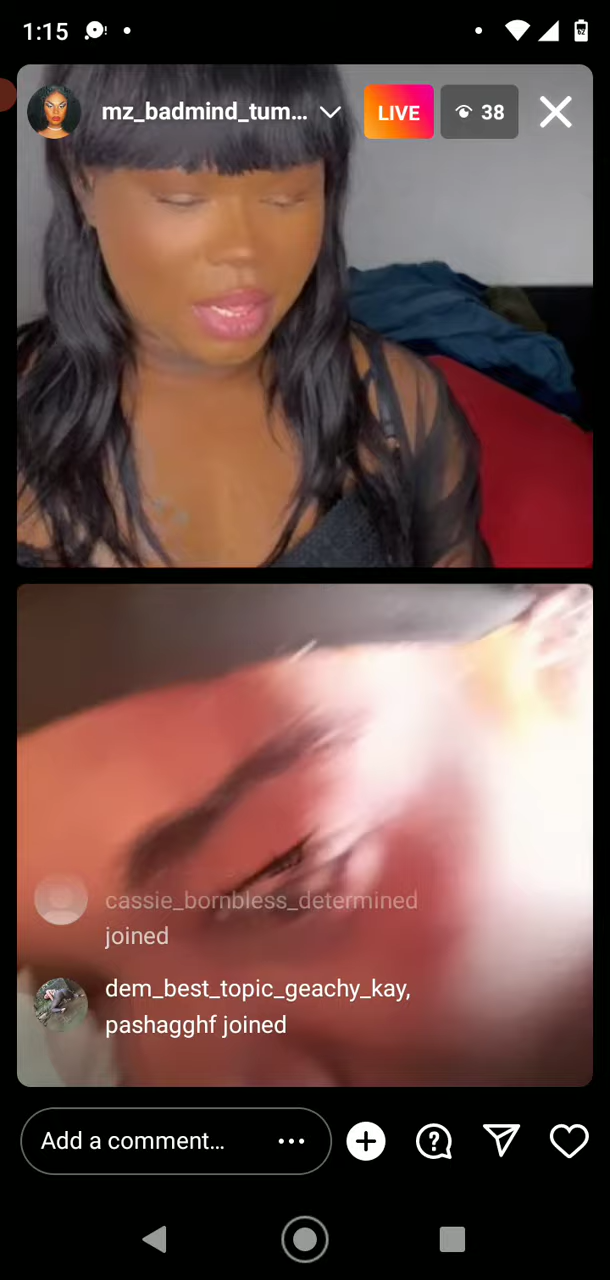 1:15
mz_badmind_tum...
LIVE
38
cassie_bornbless_determined
joined
dem_best_topic_geachy_kay,
pashagghf joined
Add a comment...